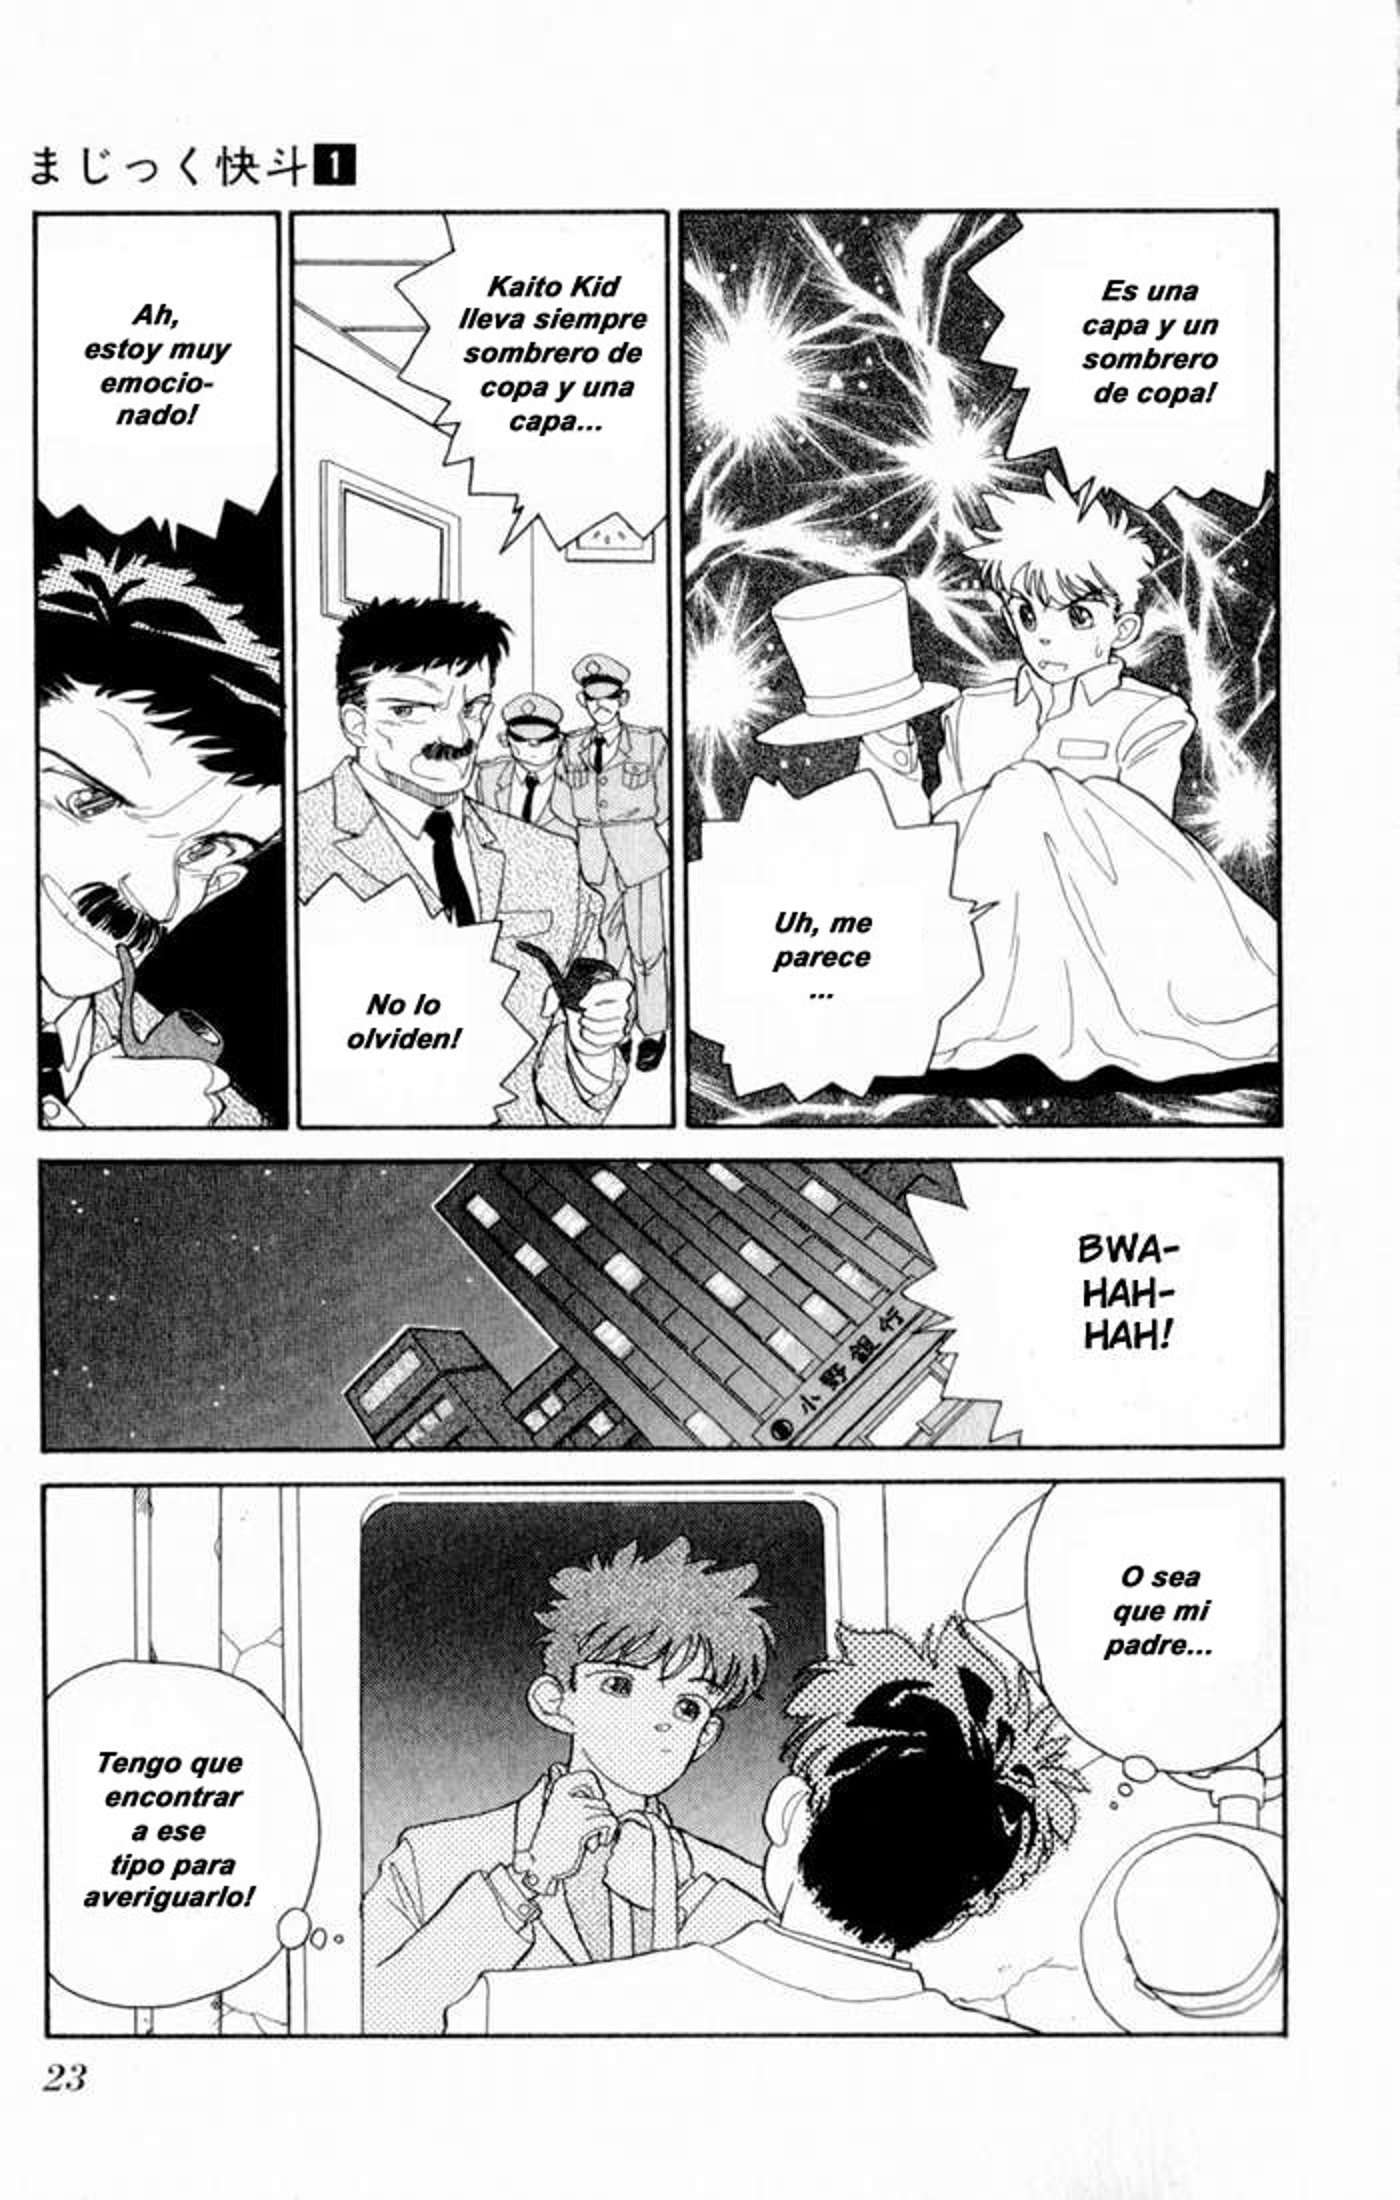 まじっく快斗1
Es una
capa y un
sombrero
de copa!
Uh, me
parece
...
Kaito Kid
lleva siempre
sombrero de
copa y una
capa...
No lo
olviden!
Ah,
estoy muy
emocio-
nado!
BWA-
HAH-
HAH!
小野銀行
O sea
que mi
padre...
Tengo que
encontrar
a ese
tipo para
averiguarlo!
23